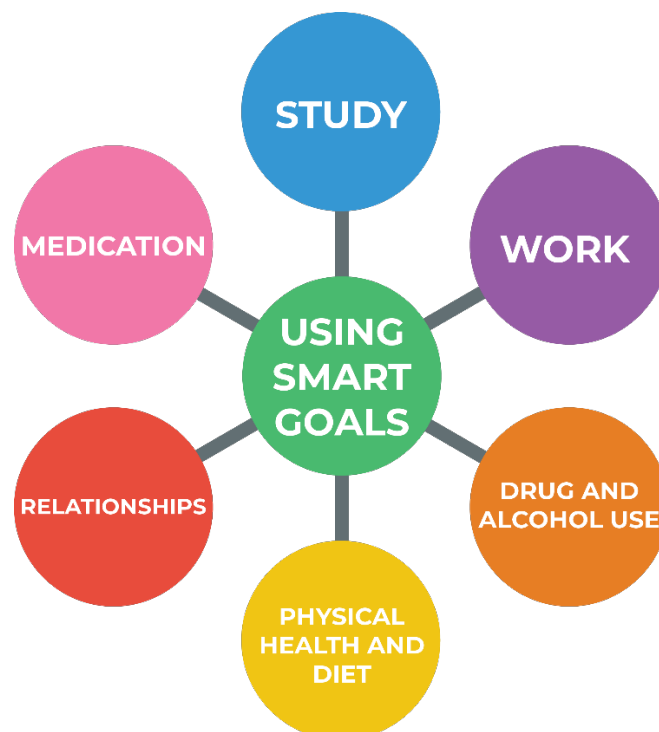 STUDY
MEDICATION
WORK
USING
SMART
GOALS
RELATIONSHIPS
DRUG AND
ALCOHOL USE
PHYSICAL
HEALTH AND
DIET